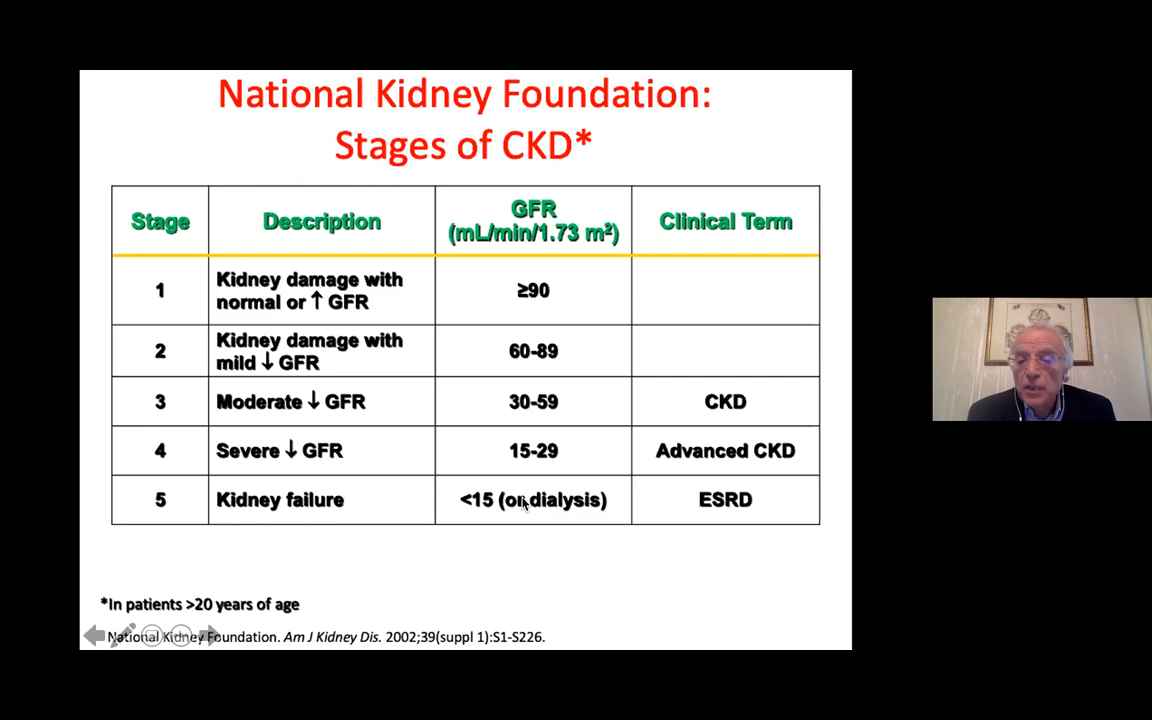 National Kidney Foundation:
Stages of CKD*
Stage
Description
GFR
(mL/min/1.73 m²)
Clinical Term
1
Kidney damage with
normal or ↑ GFR
≥90
2
Kidney damage with
mild ↓ GFR
60-89
3
Moderate ↓ GFR
30-59
CKD
4
Severe ↓ GFR
15-29
Advanced CKD
5
Kidney failure
<15 (or dialysis)
ESRD
*In patients >20 years of age
National Kidney Foundation. Am J Kidney Dis. 2002;39(suppl 1):S1-S226.